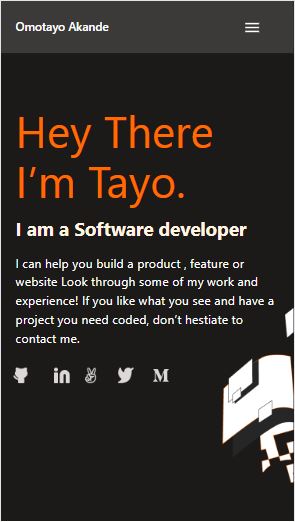 Omotayo Akande
Hey There
I’m Tayo.
I am a Software developer
I can help you build a product , feature or
website Look through some of my work and
experience! If you like what you see and have a
project you need coded, don’t hestiate to
contact me.